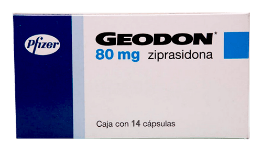 Pfizer
GEODON®
80 mg ziprasidona
Caja con 14 cápsulas